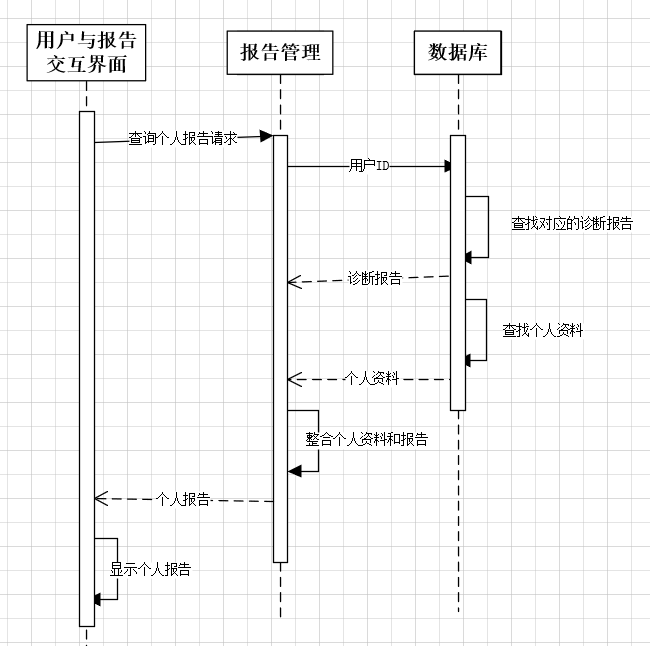 用户与报告
交互界面
报告管理
数据库
查询个人报告请求
用户ID
查找对应的诊断报告
诊断报告
查找个人资料
个人资料
整合个人资料和报告
个人报告
显示个人报告